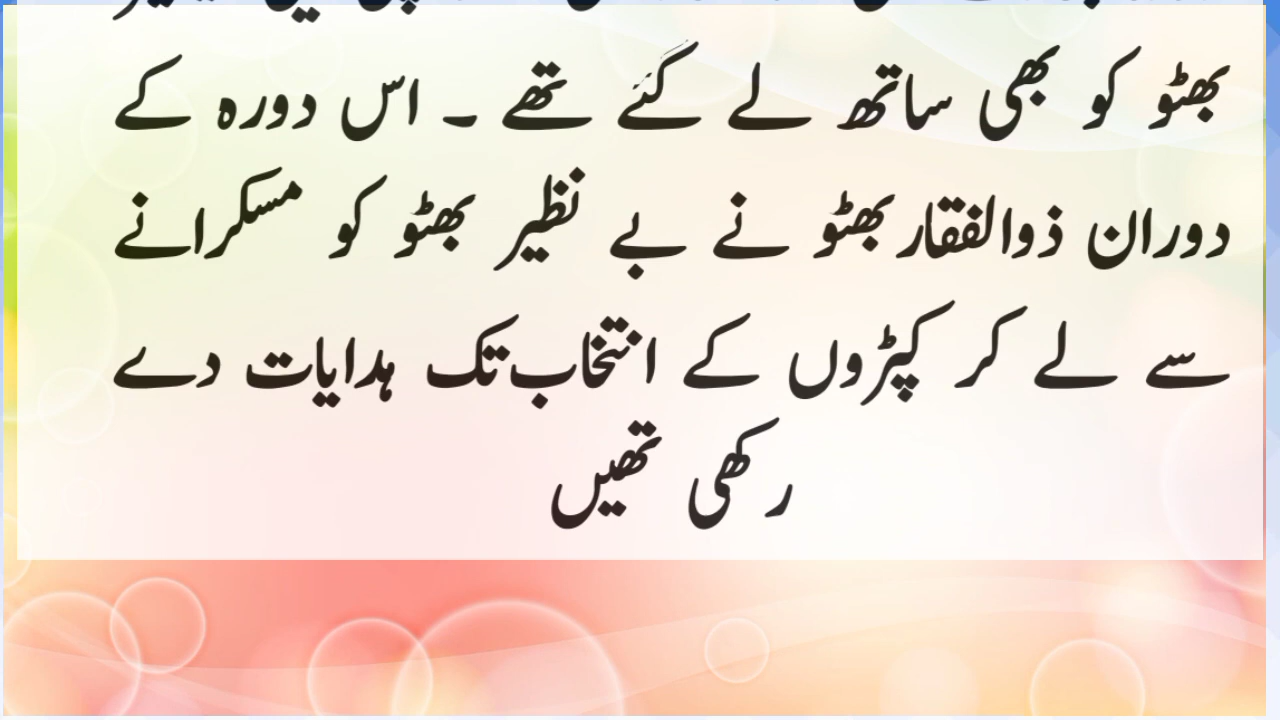 بھٹو کو بھی ساتھ لے گئے تھے ۔ اس دورہ کے
دوران ذوالفقار بھٹو نے بے نظیر بھٹو کو مسکرانے
سے لے کر کپڑوں کے انتخاب تک ہدایات دے
رکھی تھیں